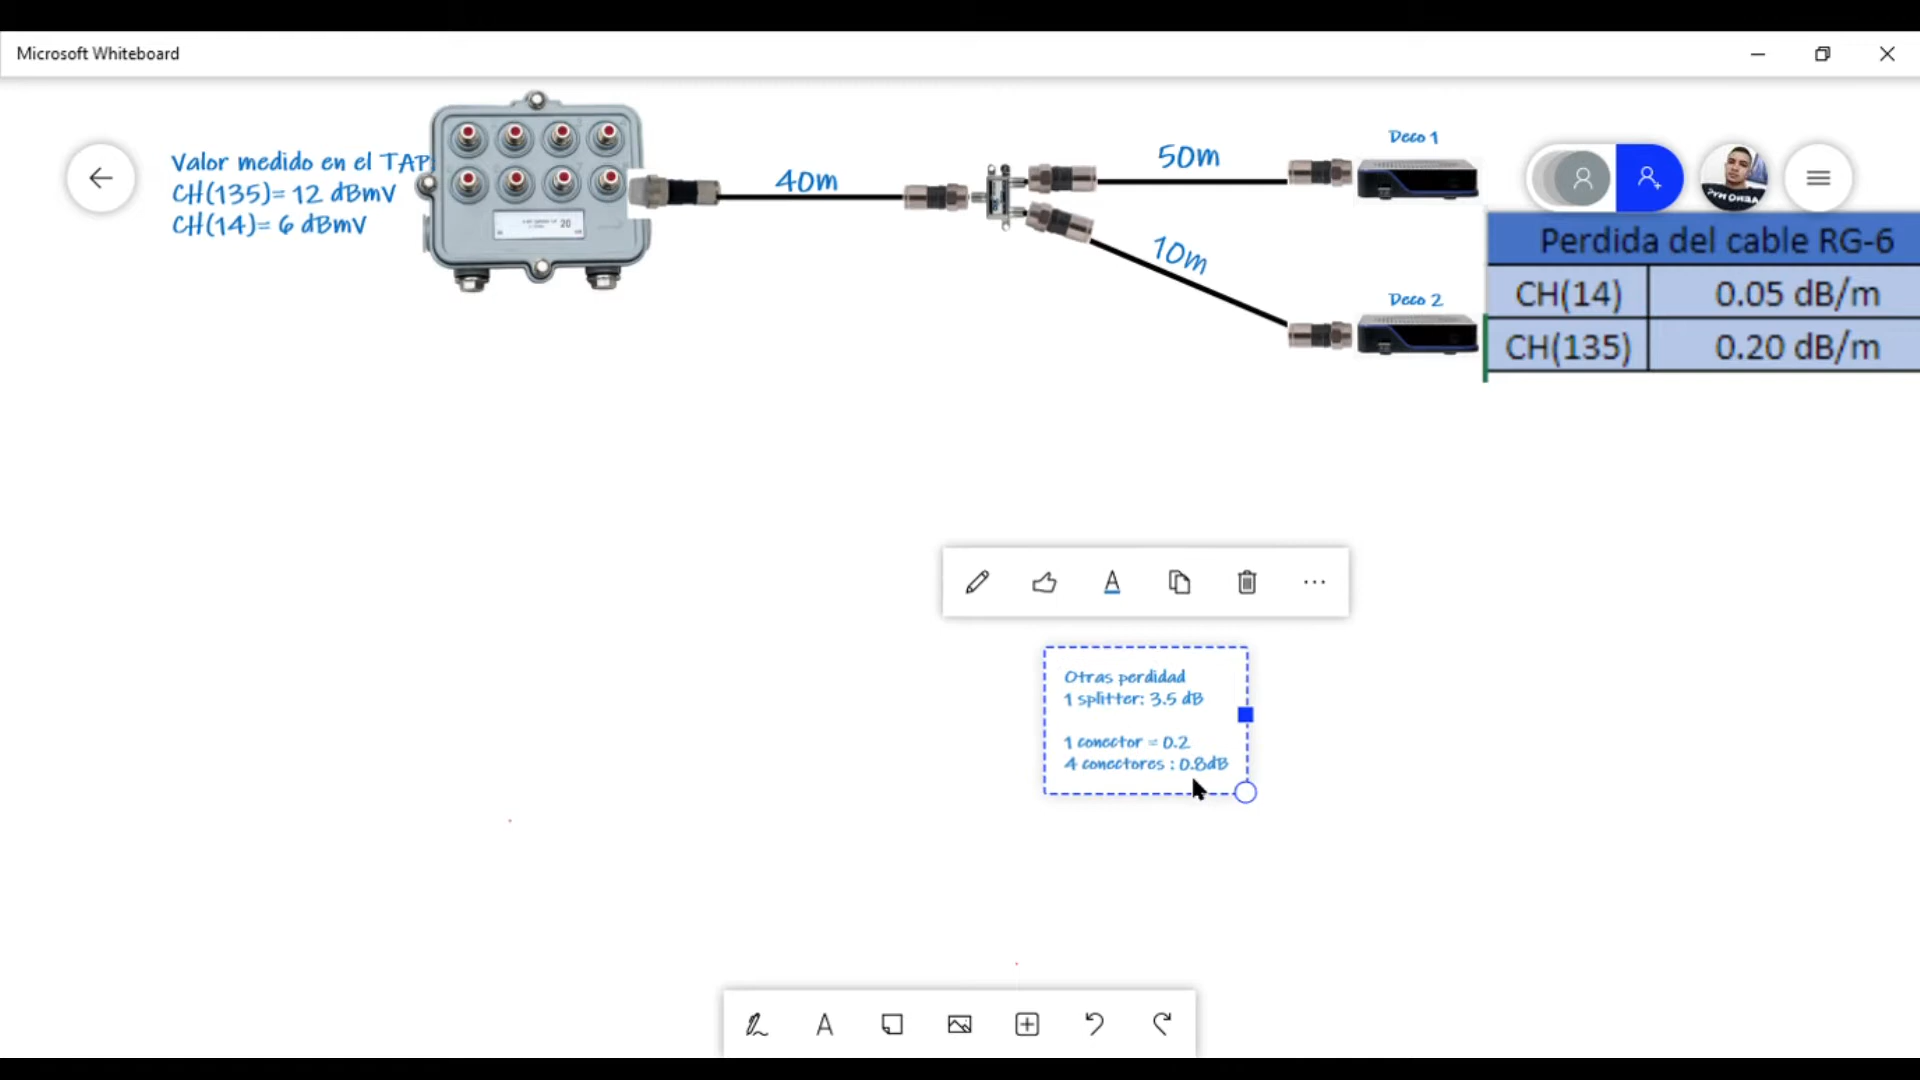 Microsoft Whiteboard
Valor medido en el TAP:
CH(135)= 12 dBmV
CH(14)= 6 dBmV
20
40m
50m
10m
Deco 1
Deco 2
Perdida del cable RG-6
CH(14) 0.05 dB/m
CH(135) 0.20 dB/m
Otras perdidad
1 splitter: 3.5 dB
1 conector = 0.2
4 conectores : 0.8dB